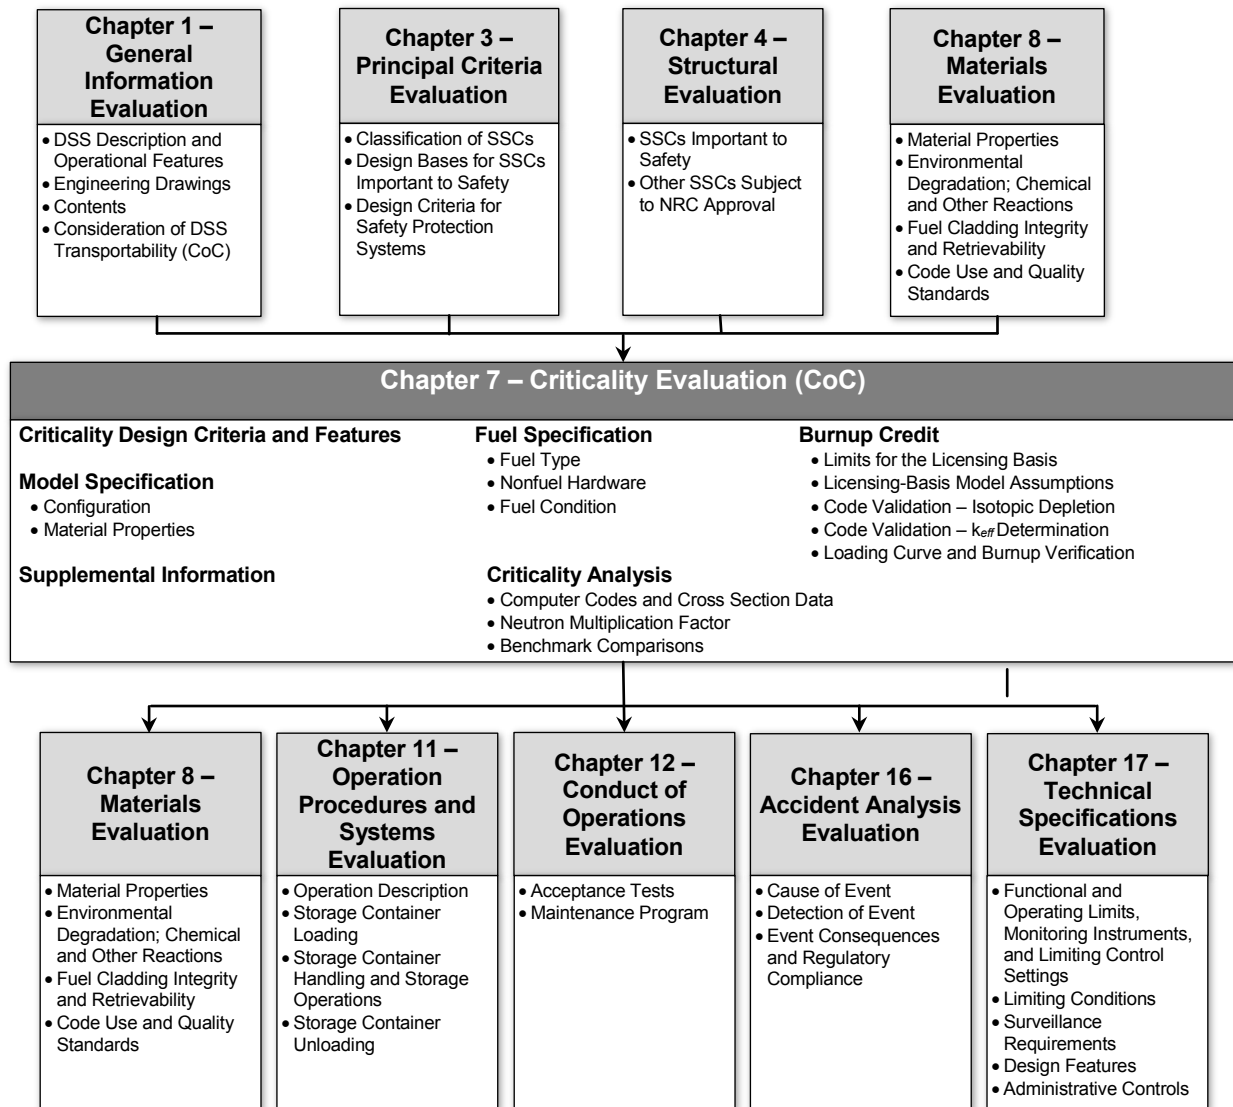 Chapter 1 –
General
Information
Evaluation
• DSS Description and
Operational Features
• Engineering Drawings
• Contents
• Consideration of DSS
Transportability (CoC)
Chapter 3 –
Principal Criteria
Evaluation
• Classification of SSCs
• Design Bases for SSCs
Important to Safety
• Design Criteria for
Safety Protection
Systems
Chapter 4 –
Structural
Evaluation
• SSCs Important to
Safety
• Other SSCs Subject
to NRC Approval
Chapter 8 –
Materials
Evaluation
• Material Properties
• Environmental
Degradation; Chemical
and Other Reactions
• Fuel Cladding Integrity
and Retrievability
• Code Use and Quality
Standards
Chapter 7 – Criticality Evaluation (CoC)
Criticality Design Criteria and Features
Model Specification
• Configuration
• Material Properties
Supplemental Information
Fuel Specification
• Fuel Type
• Nonfuel Hardware
• Fuel Condition
Criticality Analysis
• Computer Codes and Cross Section Data
• Neutron Multiplication Factor
• Benchmark Comparisons
Burnup Credit
• Limits for the Licensing Basis
• Licensing-Basis Model Assumptions
• Code Validation – Isotopic Depletion
• Code Validation – keff Determination
• Loading Curve and Burnup Verification
Chapter 8 –
Materials
Evaluation
• Material Properties
• Environmental
Degradation; Chemical
and Other Reactions
• Fuel Cladding Integrity
and Retrievability
• Code Use and Quality
Standards
Chapter 11 –
Operation
Procedures and
Systems
Evaluation
• Operation Description
• Storage Container
Loading
• Storage Container
Handling and Storage
Operations
• Storage Container
Unloading
Chapter 12 –
Conduct of
Operations
Evaluation
• Acceptance Tests
• Maintenance Program
Chapter 16 –
Accident Analysis
Evaluation
• Cause of Event
• Detection of Event
• Event Consequences
and Regulatory
Compliance
Chapter 17 –
Technical
Specifications
Evaluation
• Functional and
Operating Limits,
Monitoring Instruments,
and Limiting Control
Settings
• Limiting Conditions
• Surveillance
Requirements
• Design Features
• Administrative Controls